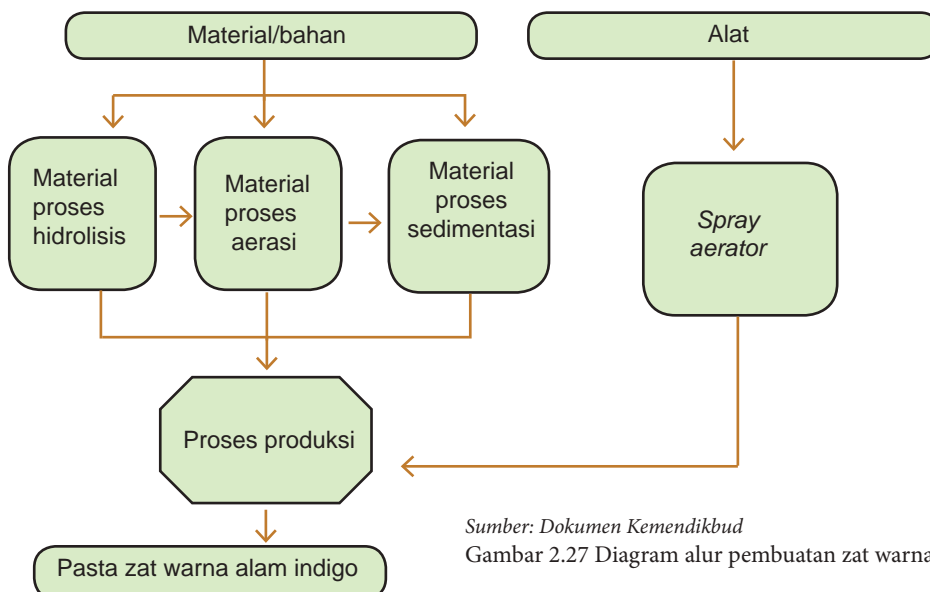 Material/bahan
Alat
Material
proses
hidrolisis
Material
proses
aerasi
Material
proses
sedimentasi
Spray
aerator
Proses produksi
Pasta zat warna alam indigo
Sumber: Dokumen Kemendikbud
Gambar 2.27 Diagram alur pembuatan zat warna